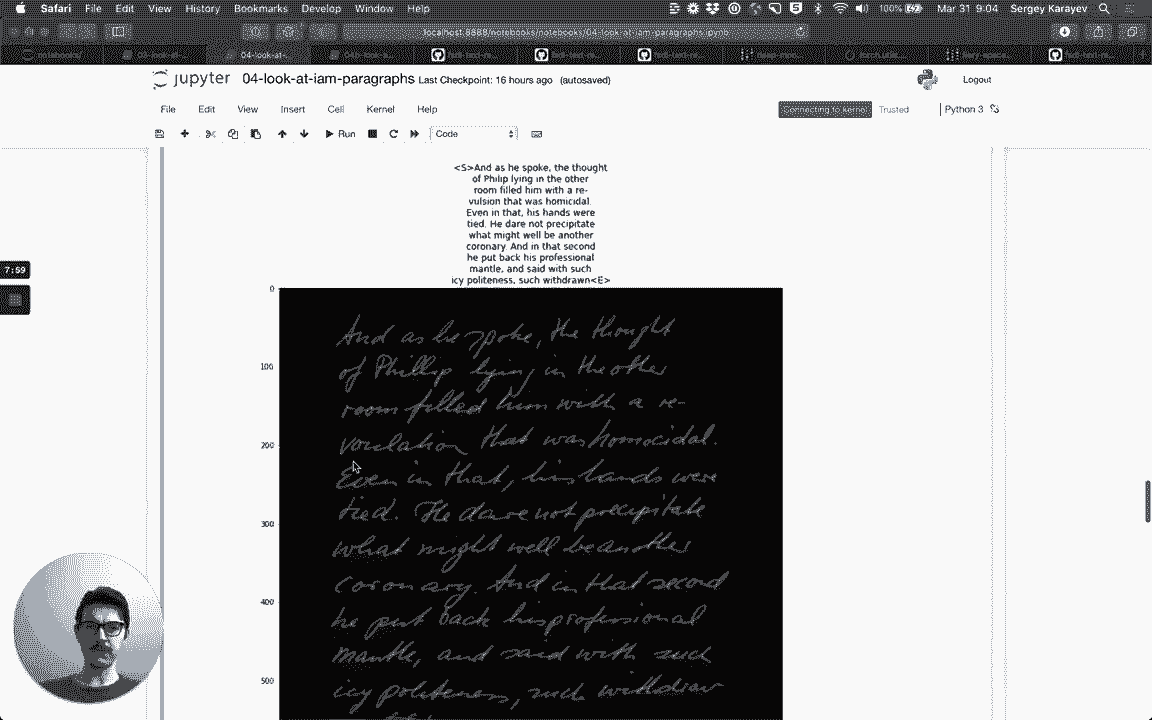 Safari File Edit View History Bookmarks Develop Window Help 100% Mar 31 9:04 Sergey Karayev
localhost:8888/notebooks/notebooks/04-look-at-iam-paragraphs.ipynb
04-look-at-
jupyter 04-look-at-iam-paragraphs Last Checkpoint: 16 hours ago (autosaved) Logout
File Edit View Insert Cell Kernel Help Connecting to kernel Trusted Python 3
Run Code
<S>And as he spoke, the thought
of Philip lying in the other
room filled him with a re-
vulsion that was homicidal.
Even in that, his hands were
tied. He dare not precipitate
what might well be another
coronary. And in that second
he put back his professional
mantle, and said with such
icy politeness, such withdrawn<E>
7:59
0
100
200
300
400
500
And as he spoke, the thought
of Phillip lying in the other
room filled him with a re-
voulation that was homocidal.
Even in that, his hands were
tied. He dare not precipitate
what might well be another
coronary. And in that second
he put back his professional
mantle, and said with such
icy politeness, such withdraw